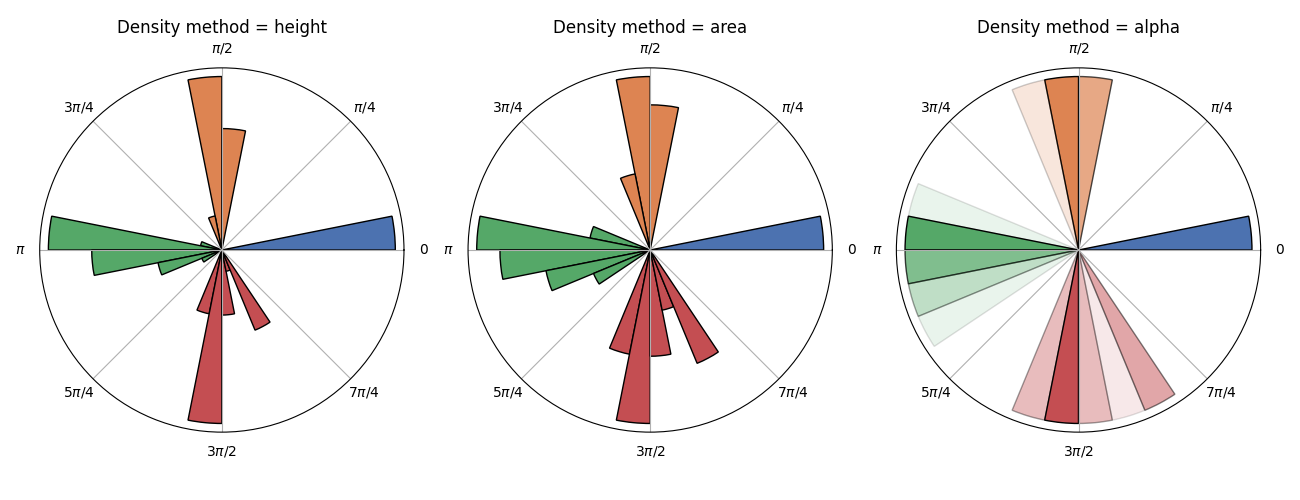 Density method = height
π/2
3π/4
π/4
π
0
5π/4
7π/4
3π/2
Density method = area
π/2
3π/4
π/4
π
0
5π/4
7π/4
3π/2
Density method = alpha
π/2
3π/4
π/4
π
0
5π/4
7π/4
3π/2